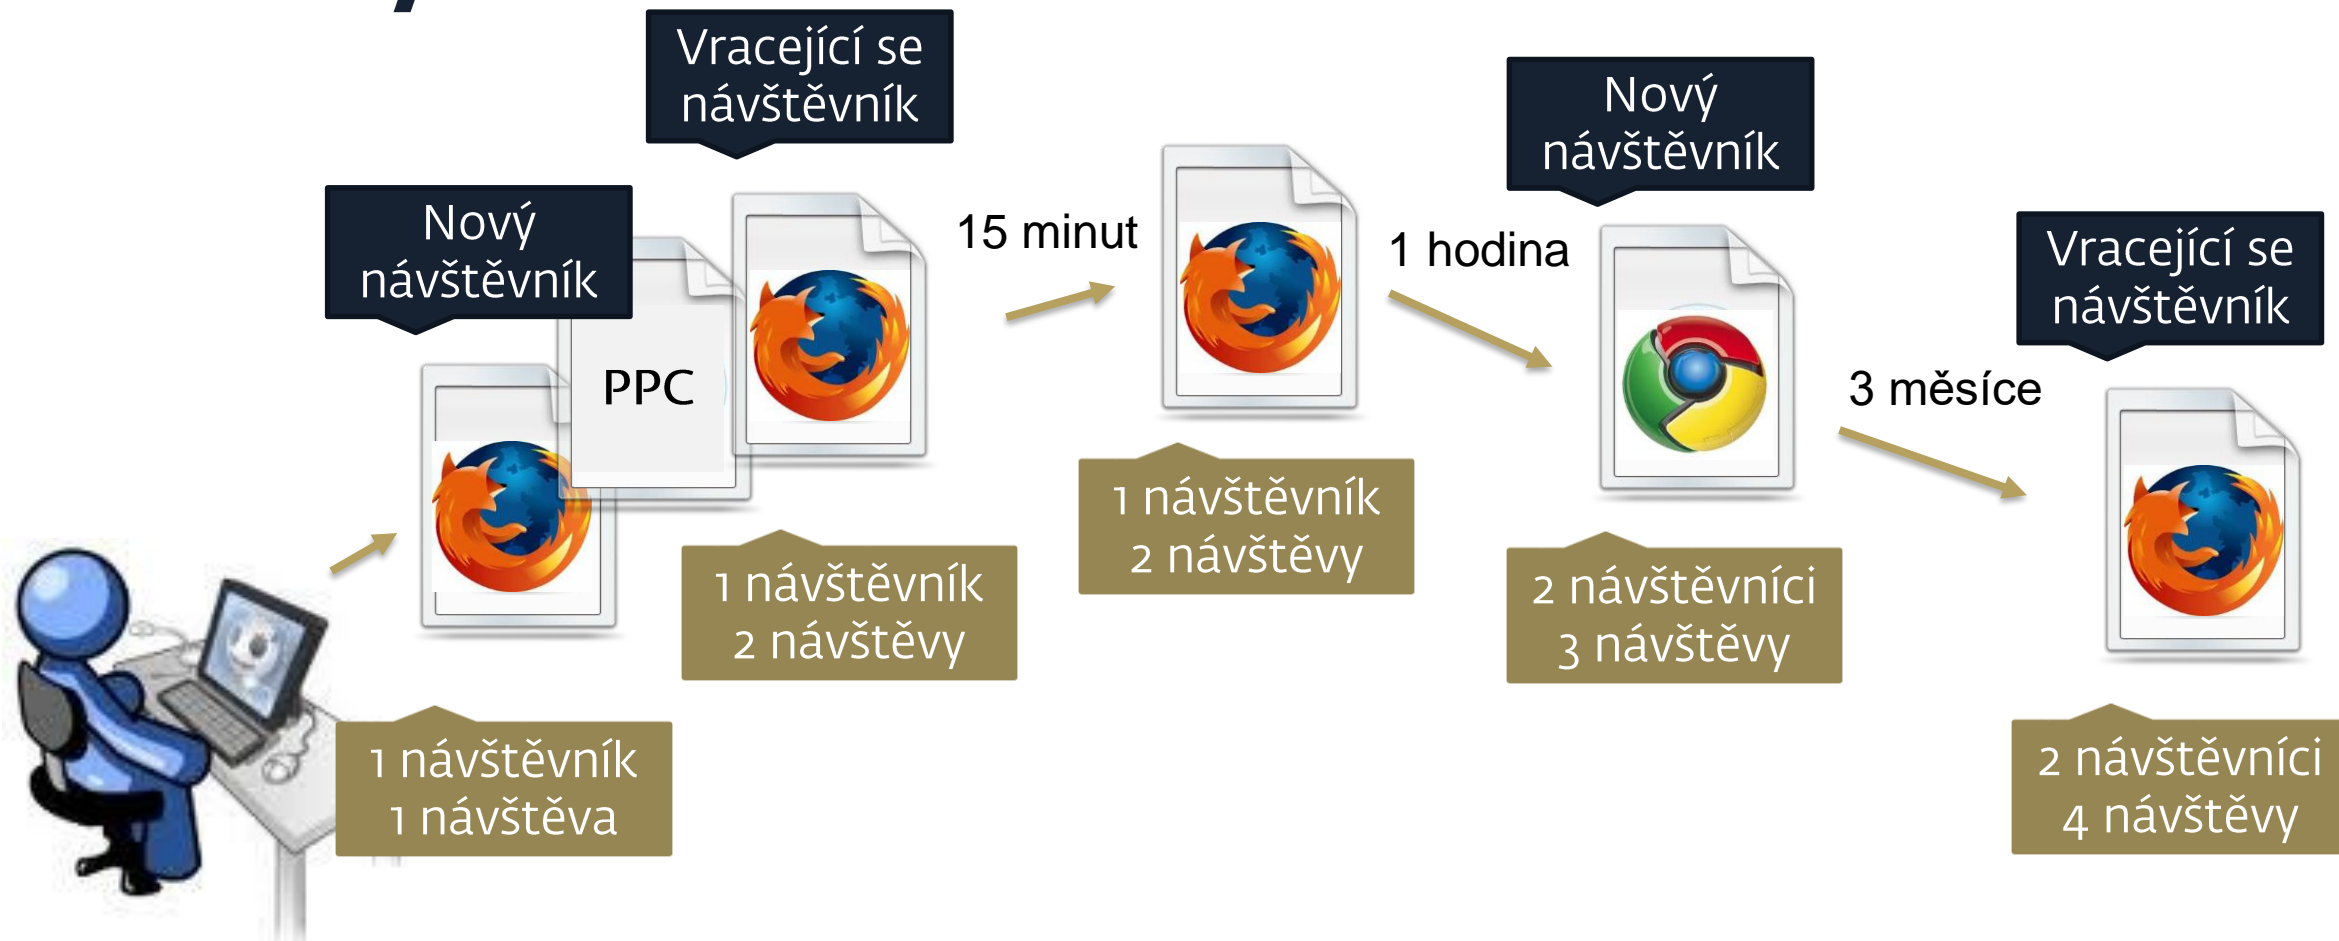 Vracející se
návštěvník
Nový
návštěvník
Nový
návštěvník
15 minut
1 hodina
Vracející se
návštěvník
PPC
3 měsíce
1 návštěvník
2 návštěvy
1 návštěvník
2 návštěvy
2 návštěvníci
3 návštěvy
1 návštěvník
1 návštěva
2 návštěvníci
4 návštěvy